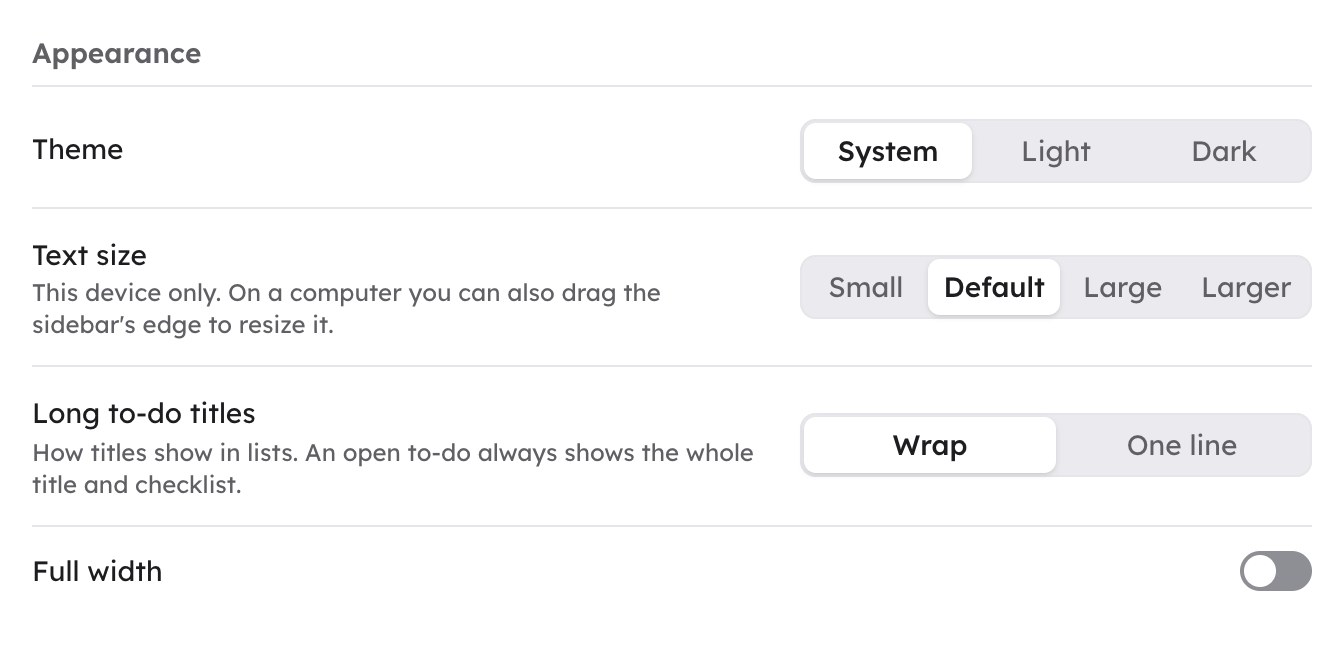 Appearance
Theme
System
Light
Dark
Text size
This device only. On a computer you can also drag the
sidebar's edge to resize it.
Small
Default
Large
Larger
Long to-do titles
How titles show in lists. An open to-do always shows the whole
title and checklist.
Wrap
One line
Full width